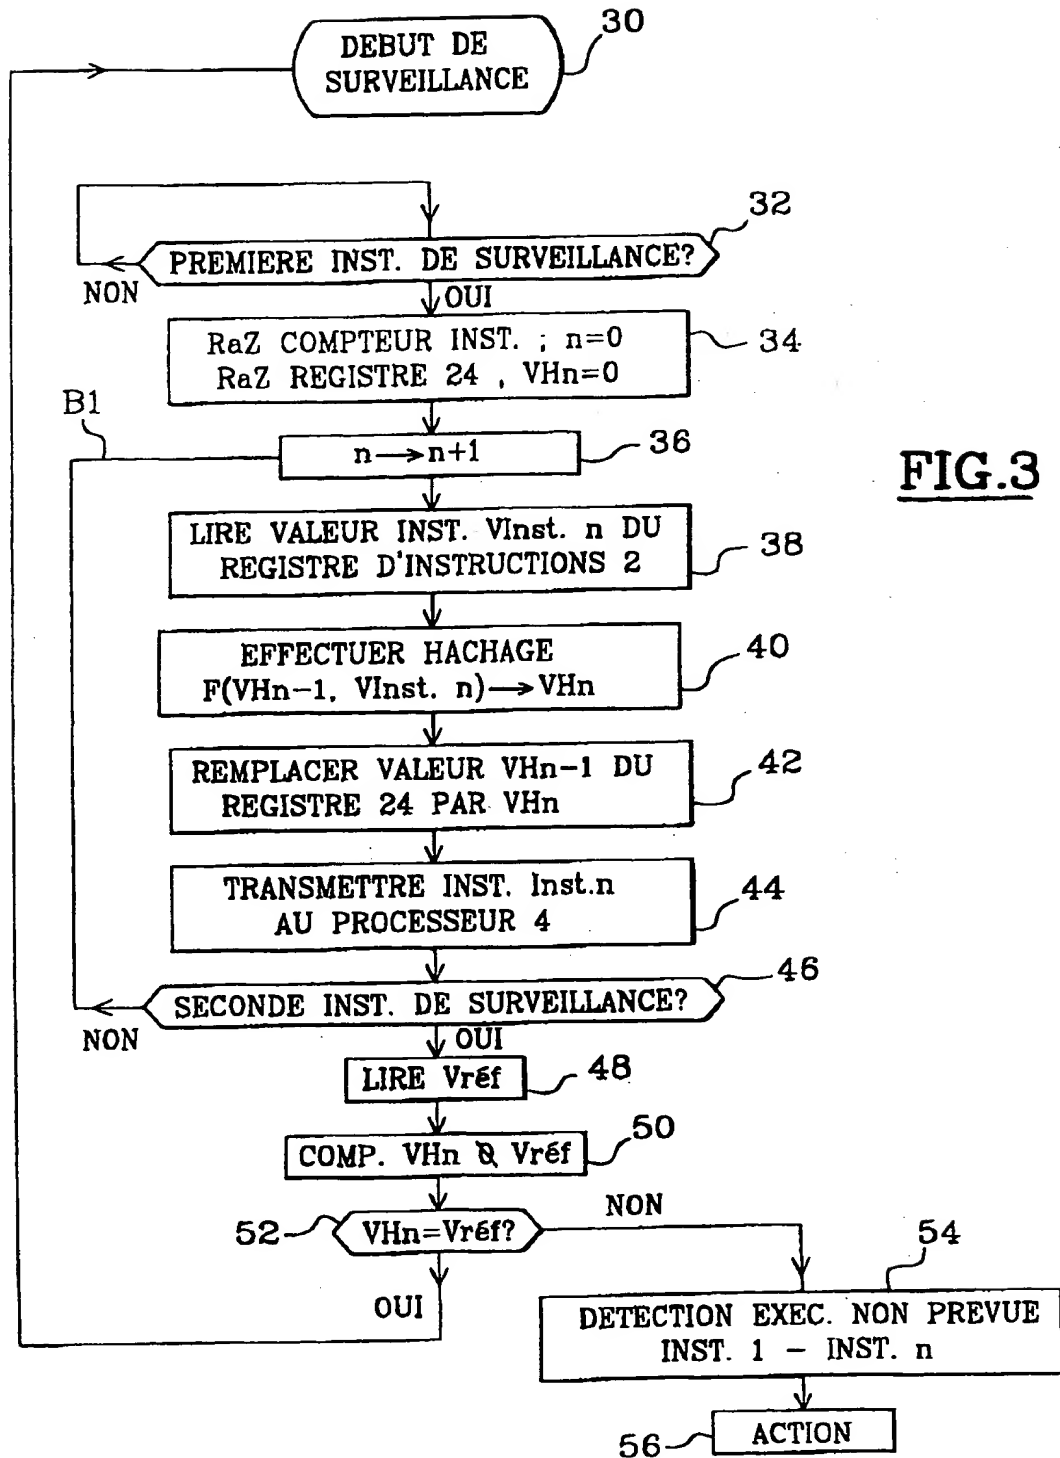 DEBUT DE
SURVEILLANCE
30
32
PREMIERE INST. DE SURVEILLANCE?
NON
OUI
RaZ COMPTEUR INST. ; n=0
RaZ REGISTRE 24 , VHn=0
34
B1
n→n+1
36
FIG.3
LIRE VALEUR INST. VInst. n DU
REGISTRE D'INSTRUCTIONS 2
38
EFFECTUER HACHAGE
F(VHn-1, VInst. n)→VHn
40
REMPLACER VALEUR VHn-1 DU
REGISTRE 24 PAR VHn
42
TRANSMETTRE INST. Inst.n
AU PROCESSEUR 4
44
46
SECONDE INST. DE SURVEILLANCE?
NON
OUI
LIRE Vréf
48
COMP. VHn & Vréf
50
52
VHn=Vréf?
NON
OUI
54
DETECTION EXEC. NON PREVUE
INST. 1 - INST. n
56
ACTION